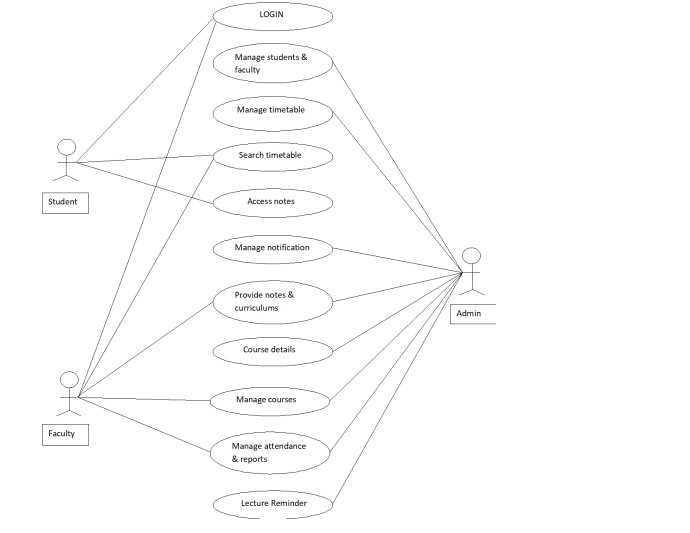 LOGIN
Manage students &
faculty
Manage timetable
Search timetable
Access notes
Student
Manage notification
Provide notes &
curriculums
Admin
Course details
Manage courses
Faculty
Manage attendance
& reports
Lecture Reminder